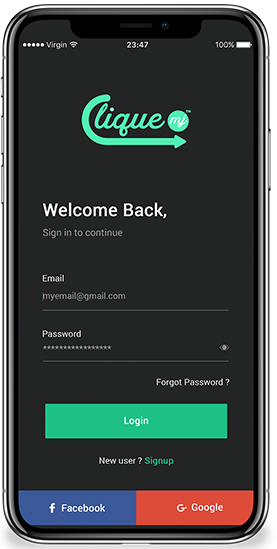 Virgin 23:47 100%
Clique my™
Welcome Back,
Sign in to continue
Email
myemail@gmail.com
Password
*****************
Forgot Password ?
Login
New user ? Signup
f Facebook
G Google